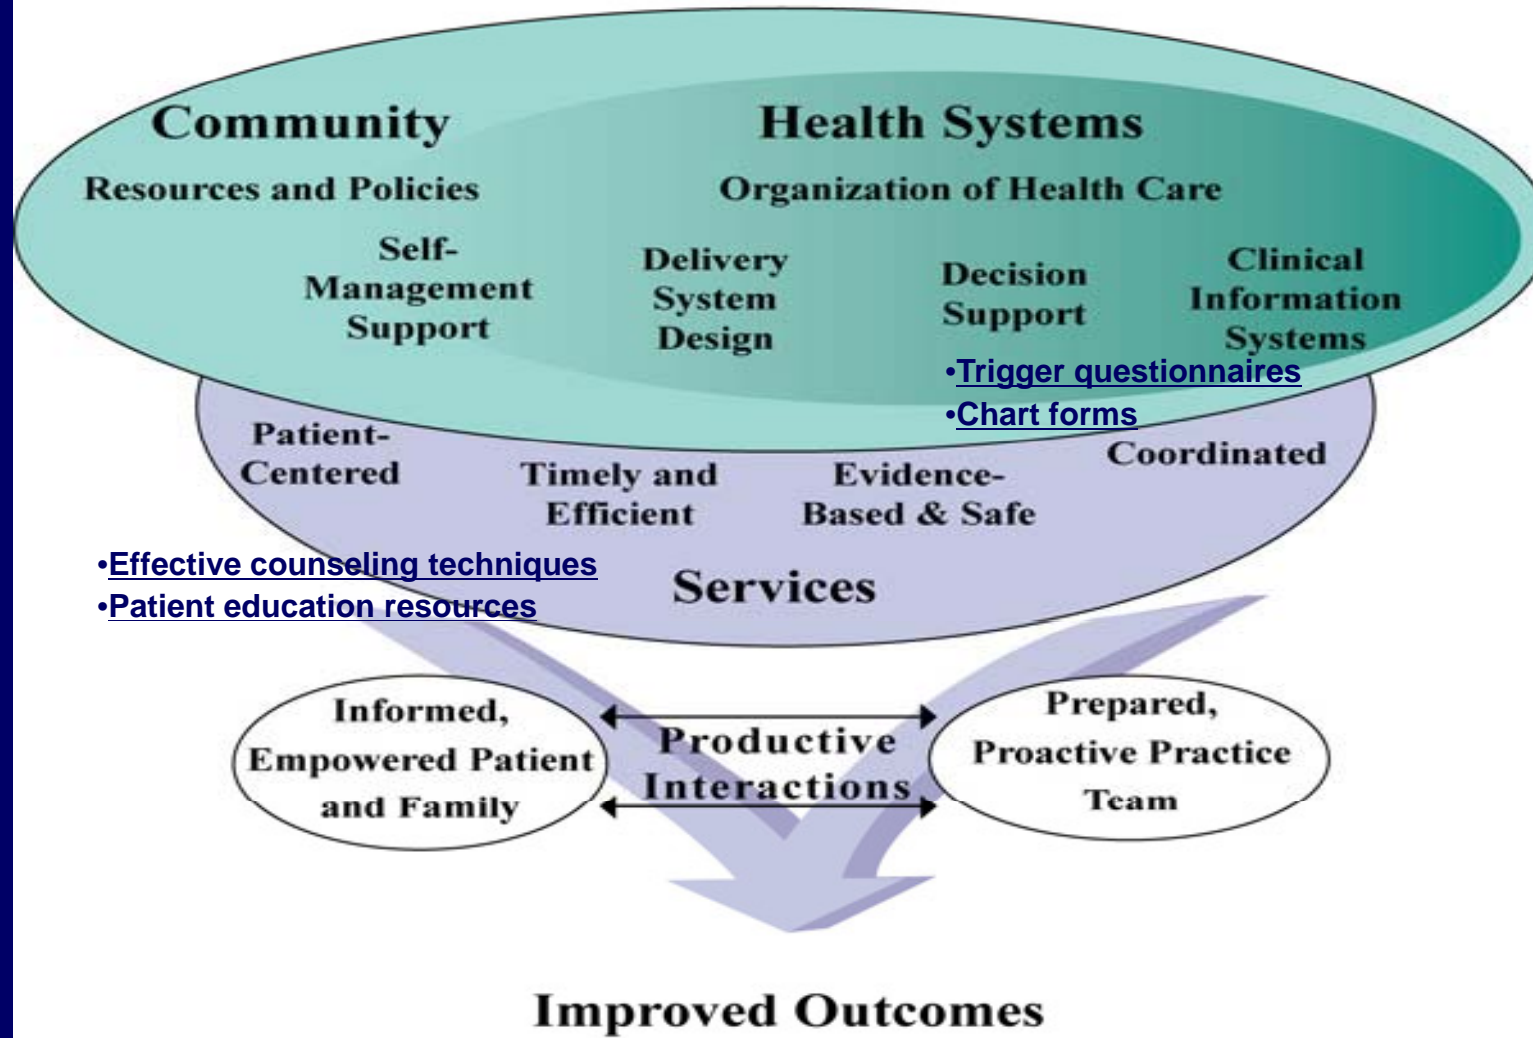 Community
Health Systems
Resources and Policies
Organization of Health Care
Self-
Management
Support
Delivery
System
Design
Decision
Support
Clinical
Information
Systems
•Trigger questionnaires
•Chart forms
Patient-
Centered
Timely and
Efficient
Evidence-
Based & Safe
Coordinated
•Effective counseling techniques
•Patient education resources
Services
Informed,
Empowered Patient
and Family
Productive
Interactions
Prepared,
Proactive Practice
Team
Improved Outcomes